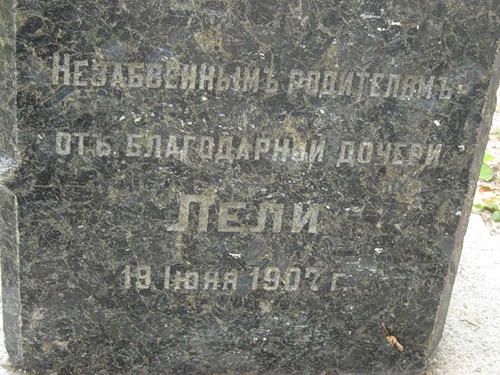 Незабвеннымъ родителямъ
отъ благодарной дочери
Лели
19 Iюня 1907 г.